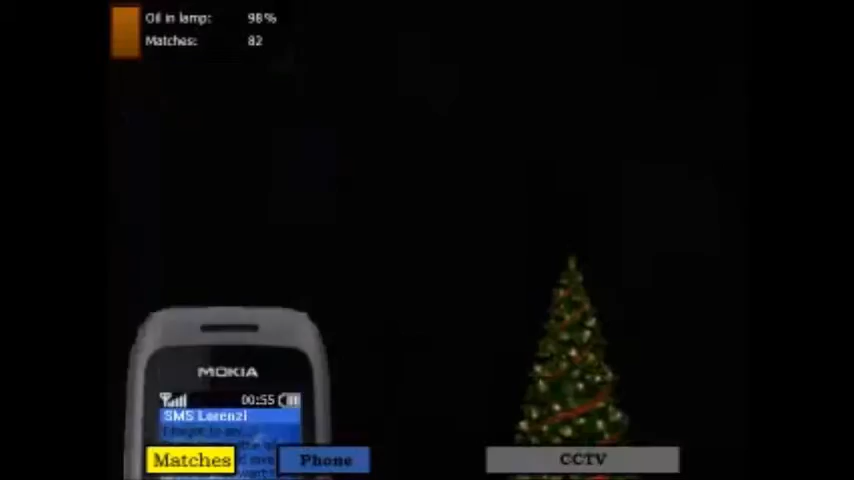 Oil in lamp: 98%
Matches: 82
MOKIA
00:55
SMS Lorenzi
Matches
Phone
CCTV